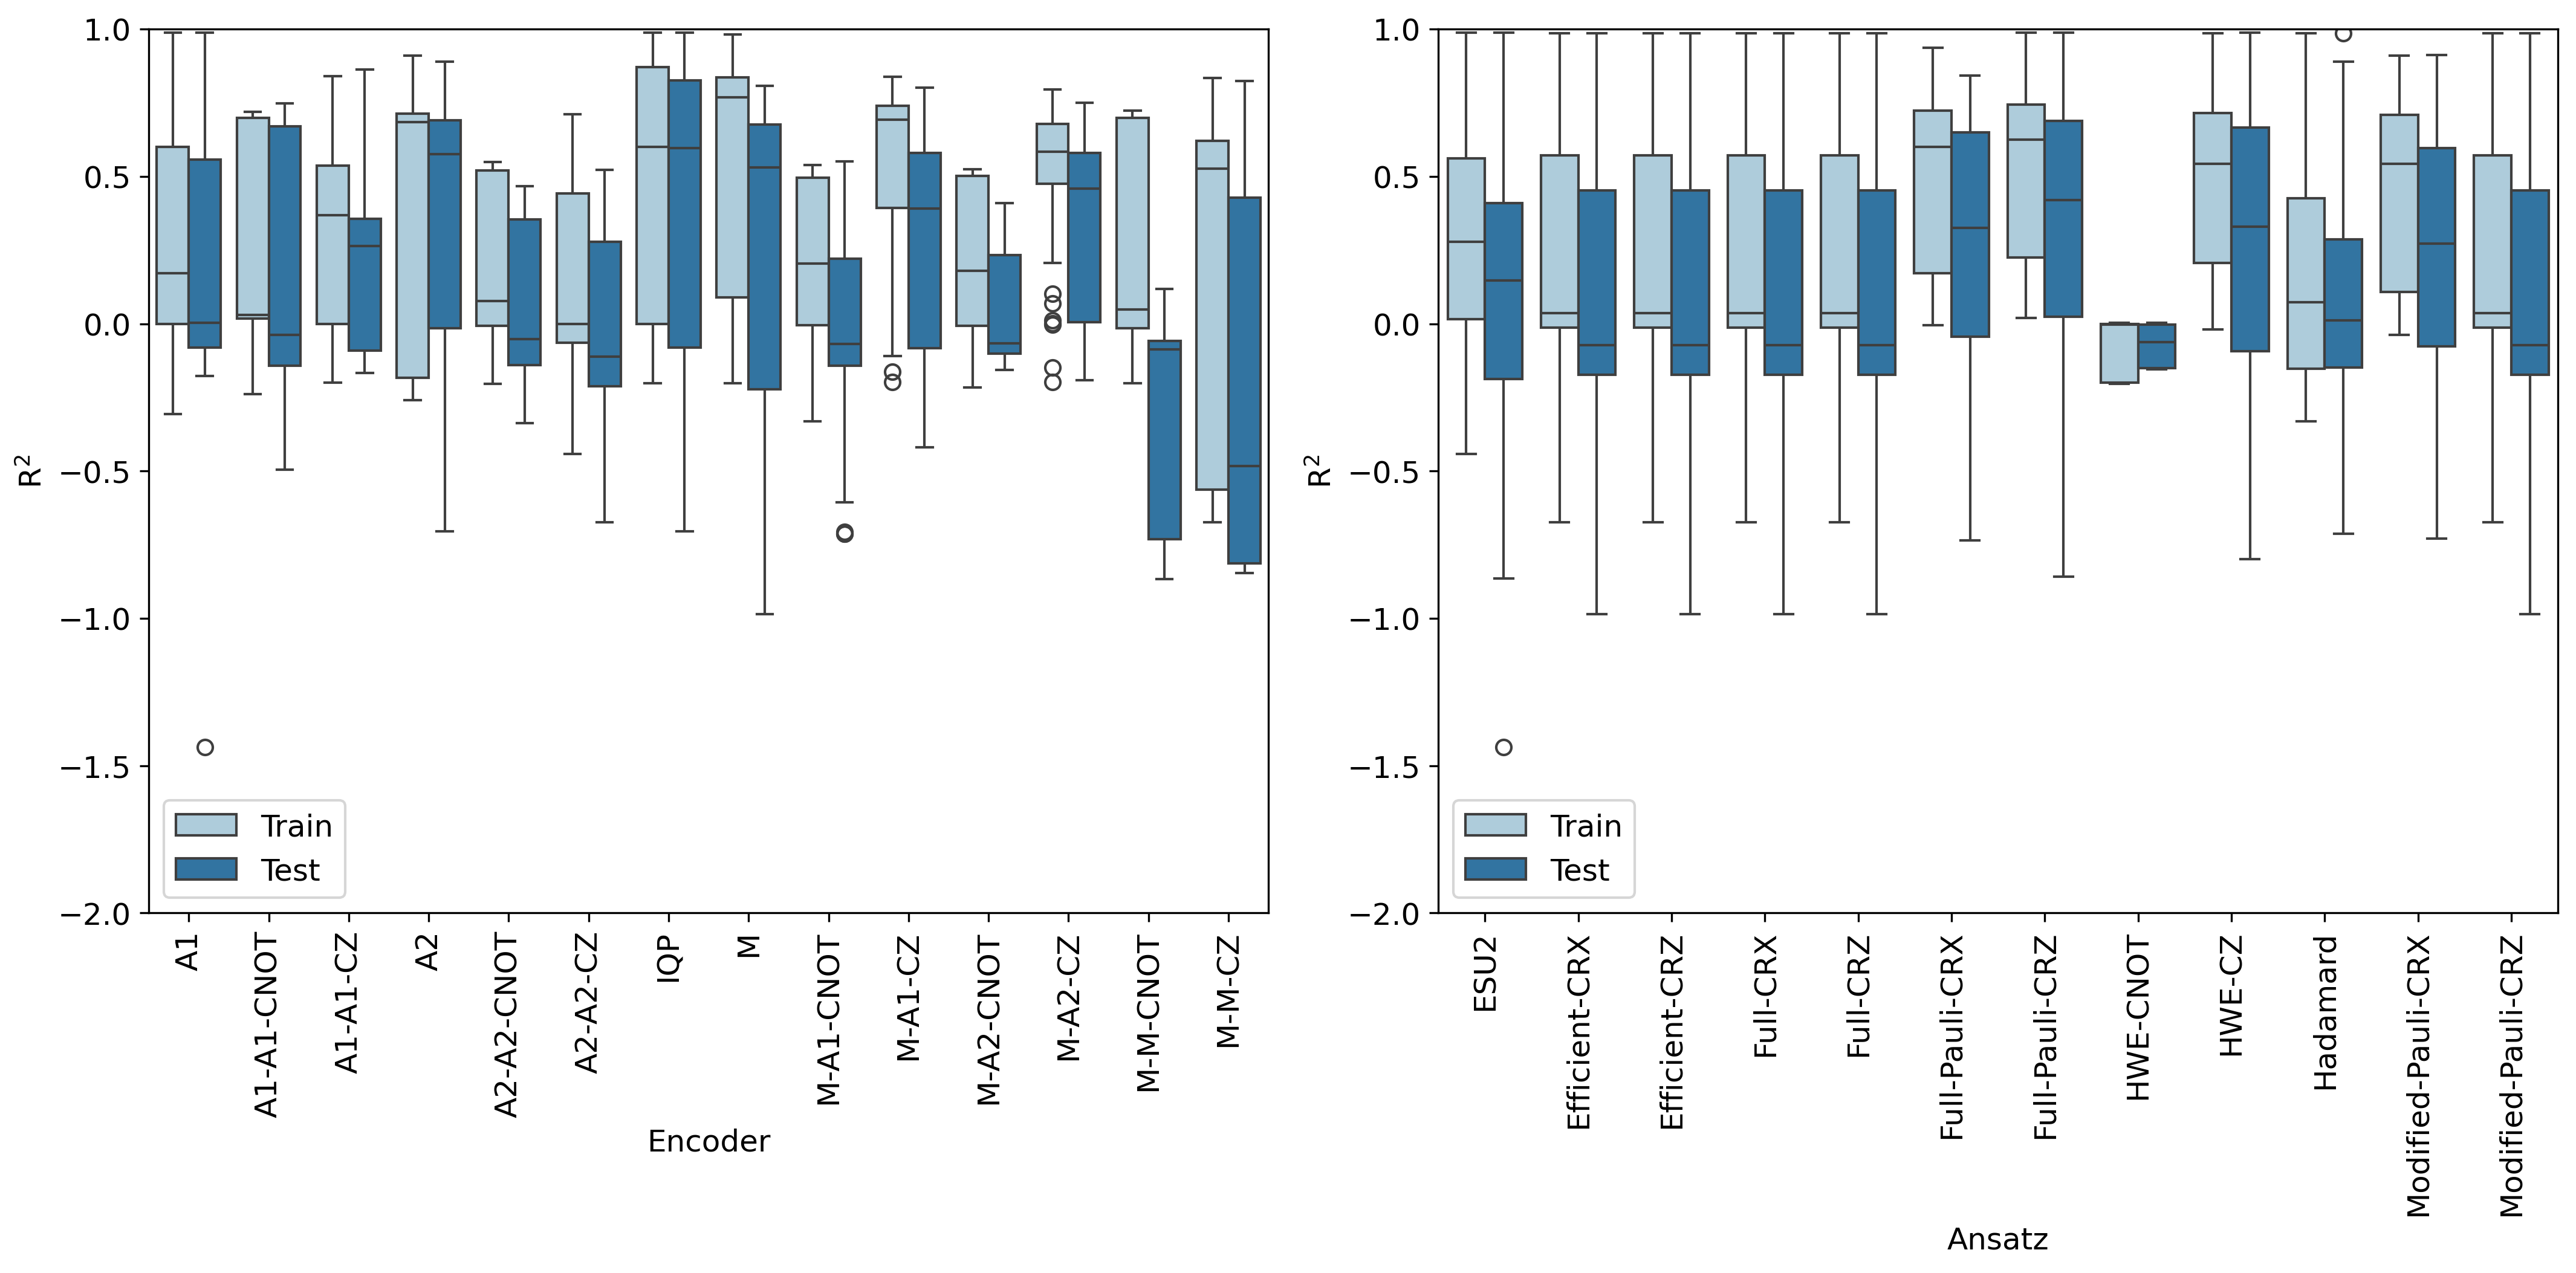 1.0
0.5
0.0
−0.5
−1.0
−1.5
−2.0
R²
Train
Test
A1
A1-A1-CNOT
A1-A1-CZ
A2
A2-A2-CNOT
A2-A2-CZ
IQP
M
M-A1-CNOT
M-A1-CZ
M-A2-CNOT
M-A2-CZ
M-M-CNOT
M-M-CZ
Encoder
1.0
0.5
0.0
−0.5
−1.0
−1.5
−2.0
R²
Train
Test
ESU2
Efficient-CRX
Efficient-CRZ
Full-CRX
Full-CRZ
Full-Pauli-CRX
Full-Pauli-CRZ
HWE-CNOT
HWE-CZ
Hadamard
Modified-Pauli-CRX
Modified-Pauli-CRZ
Ansatz